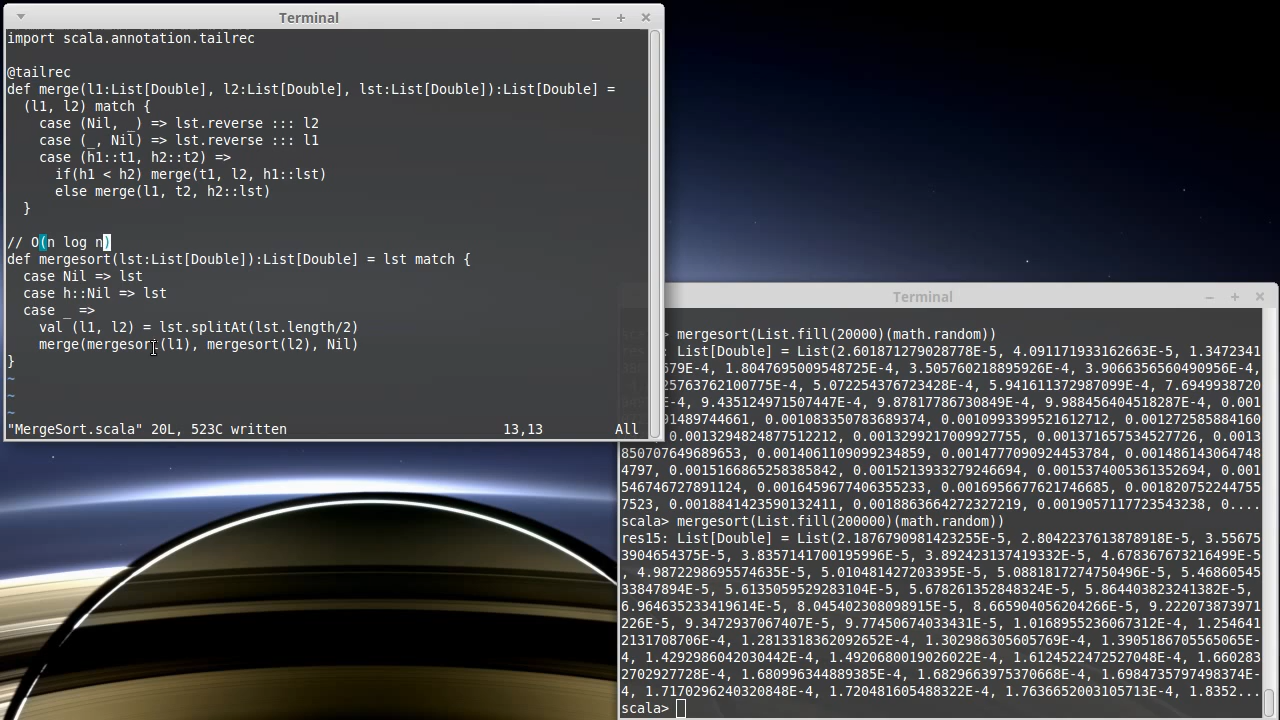 Terminal
import scala.annotation.tailrec
@tailrec
def merge(l1:List[Double], l2:List[Double], lst:List[Double]):List[Double] =
(l1, l2) match {
case (Nil, _) => lst.reverse ::: l2
case (_, Nil) => lst.reverse ::: l1
case (h1::t1, h2::t2) =>
if(h1 < h2) merge(t1, l2, h1::lst)
else merge(l1, t2, h2::lst)
}
// O(n log n)
def mergesort(lst:List[Double]):List[Double] = lst match {
case Nil => lst
case h::Nil => lst
case _ =>
val (l1, l2) = lst.splitAt(lst.length/2)
merge(mergesort(l1), mergesort(l2), Nil)
}
~
~
~
"MergeSort.scala" 20L, 523C written 13,13 All
Terminal
> mergesort(List.fill(20000)(math.random))
: List[Double] = List(2.601871279028778E-5, 4.091171933162663E-5, 1.3472341
679E-4, 1.8047695009548725E-4, 3.505760218895926E-4, 3.9066356560490956E-4,
257637621007​75E-4, 5.072254376723428E-4, 5.941611372987099E-4, 7.6949938720
E-4, 9.435124971507447E-4, 9.87817786730849E-4, 9.988456404518287E-4, 0.001
91489744661, 0.001083350783689374, 0.0010993399521612712, 0.0012725858841​60
0.0013294824877512212, 0.0013292170​09927755, 0.001371657534527726, 0.0013
850707649689653, 0.0014061109099234859, 0.0014777090924453784, 0.001486143064748
4797, 0.0015166865258385842, 0.0015213933279246694, 0.0015374005361352694, 0.001
546746727891124, 0.0016459677406355233, 0.0016956677621746685, 0.001820752244755
7523, 0.0018841423590132411, 0.0018863664272327219, 0.0019057117723543238, 0....
scala> mergesort(List.fill(200000)(math.random))
res15: List[Double] = List(2.1876790981423255E-5, 2.8042237613878918E-5, 3.55675
3904654375E-5, 3.8357141700195996E-5, 3.892423137419332E-5, 4.678367673216499E-5
, 4.9872298695574635E-5, 5.010481427203395E-5, 5.0881817274750496E-5, 5.46860545
33847894E-5, 5.6135059529283104E-5, 5.678261352848324E-5, 5.864403823241382E-5,
6.964635233419614E-5, 8.045402308098915E-5, 8.665904056204266E-5, 9.222073873971
226E-5, 9.3472937067407E-5, 9.77450674033431E-5, 1.0168955236067312E-4, 1.254641
2131708706E-4, 1.2813318362092652E-4, 1.302986305605769E-4, 1.3905186705565065E-
4, 1.4292986042030442E-4, 1.4920680019026022E-4, 1.6124522472527048E-4, 1.660283
2702927728E-4, 1.680996344889385E-4, 1.6829663975370668E-4, 1.6984735797498374E-
4, 1.7170296240320848E-4, 1.720481605488322E-4, 1.7636652003105713E-4, 1.8352...
scala>